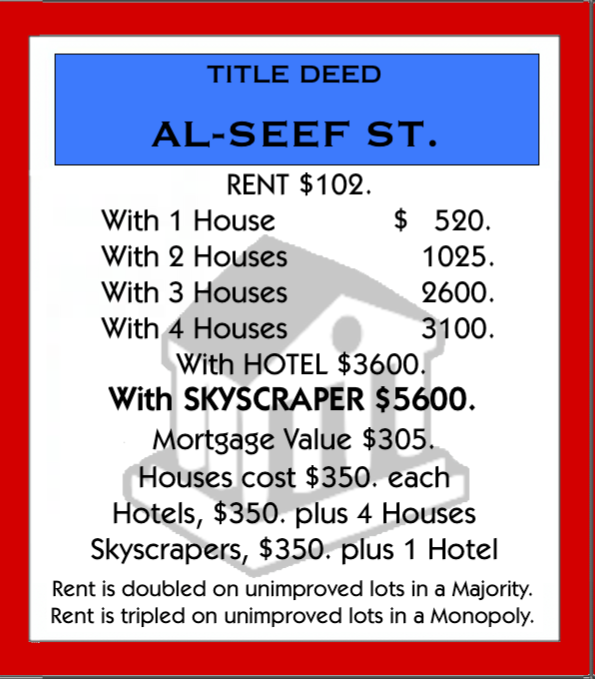 TITLE DEED
AL-SEEF ST.
RENT $102.
With 1 House $ 520.
With 2 Houses 1025.
With 3 Houses 2600.
With 4 Houses 3100.
With HOTEL $3600.
With SKYSCRAPER $5600.
Mortgage Value $305.
Houses cost $350. each
Hotels, $350. plus 4 Houses
Skyscrapers, $350. plus 1 Hotel
Rent is doubled on unimproved lots in a Majority.
Rent is tripled on unimproved lots in a Monopoly.